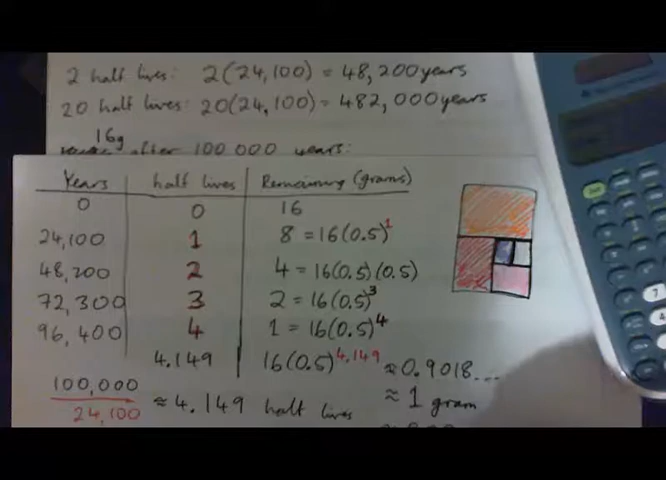 2 half lives: 2(24,100) = 48,200 years
20 half lives: 20(24,100) = 482,000 years
16g
after 100 000 years:
Years half lives Remaining (grams)
0 0 16
24,100 1 8 = 16(0.5)^1
48,200 2 4 = 16(0.5)(0.5)
72,300 3 2 = 16(0.5)^3
96,400 4 1 = 16(0.5)^4
4.149 16(0.5)^4.149 ≈ 0.9018...
100,000 / 24,100 ≈ 4.149 half lives ≈ 1 gram